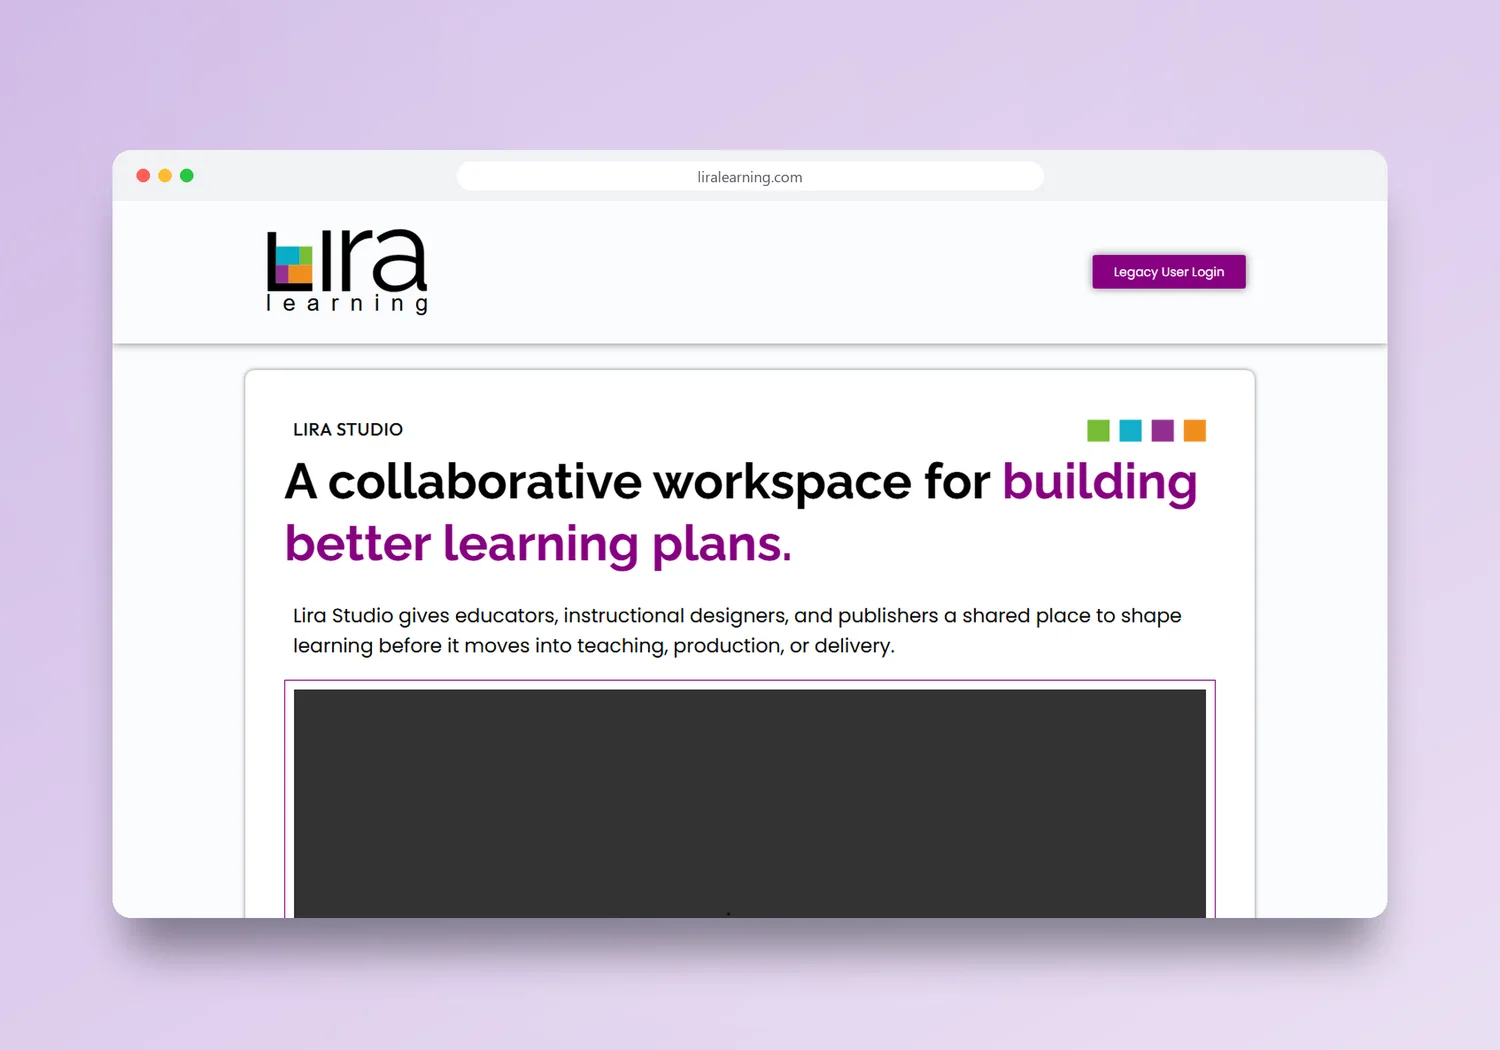 liralearning.com
Lira
learning
Legacy User Login
LIRA STUDIO
A collaborative workspace for building
better learning plans.
Lira Studio gives educators, instructional designers, and publishers a shared place to shape
learning before it moves into teaching, production, or delivery.